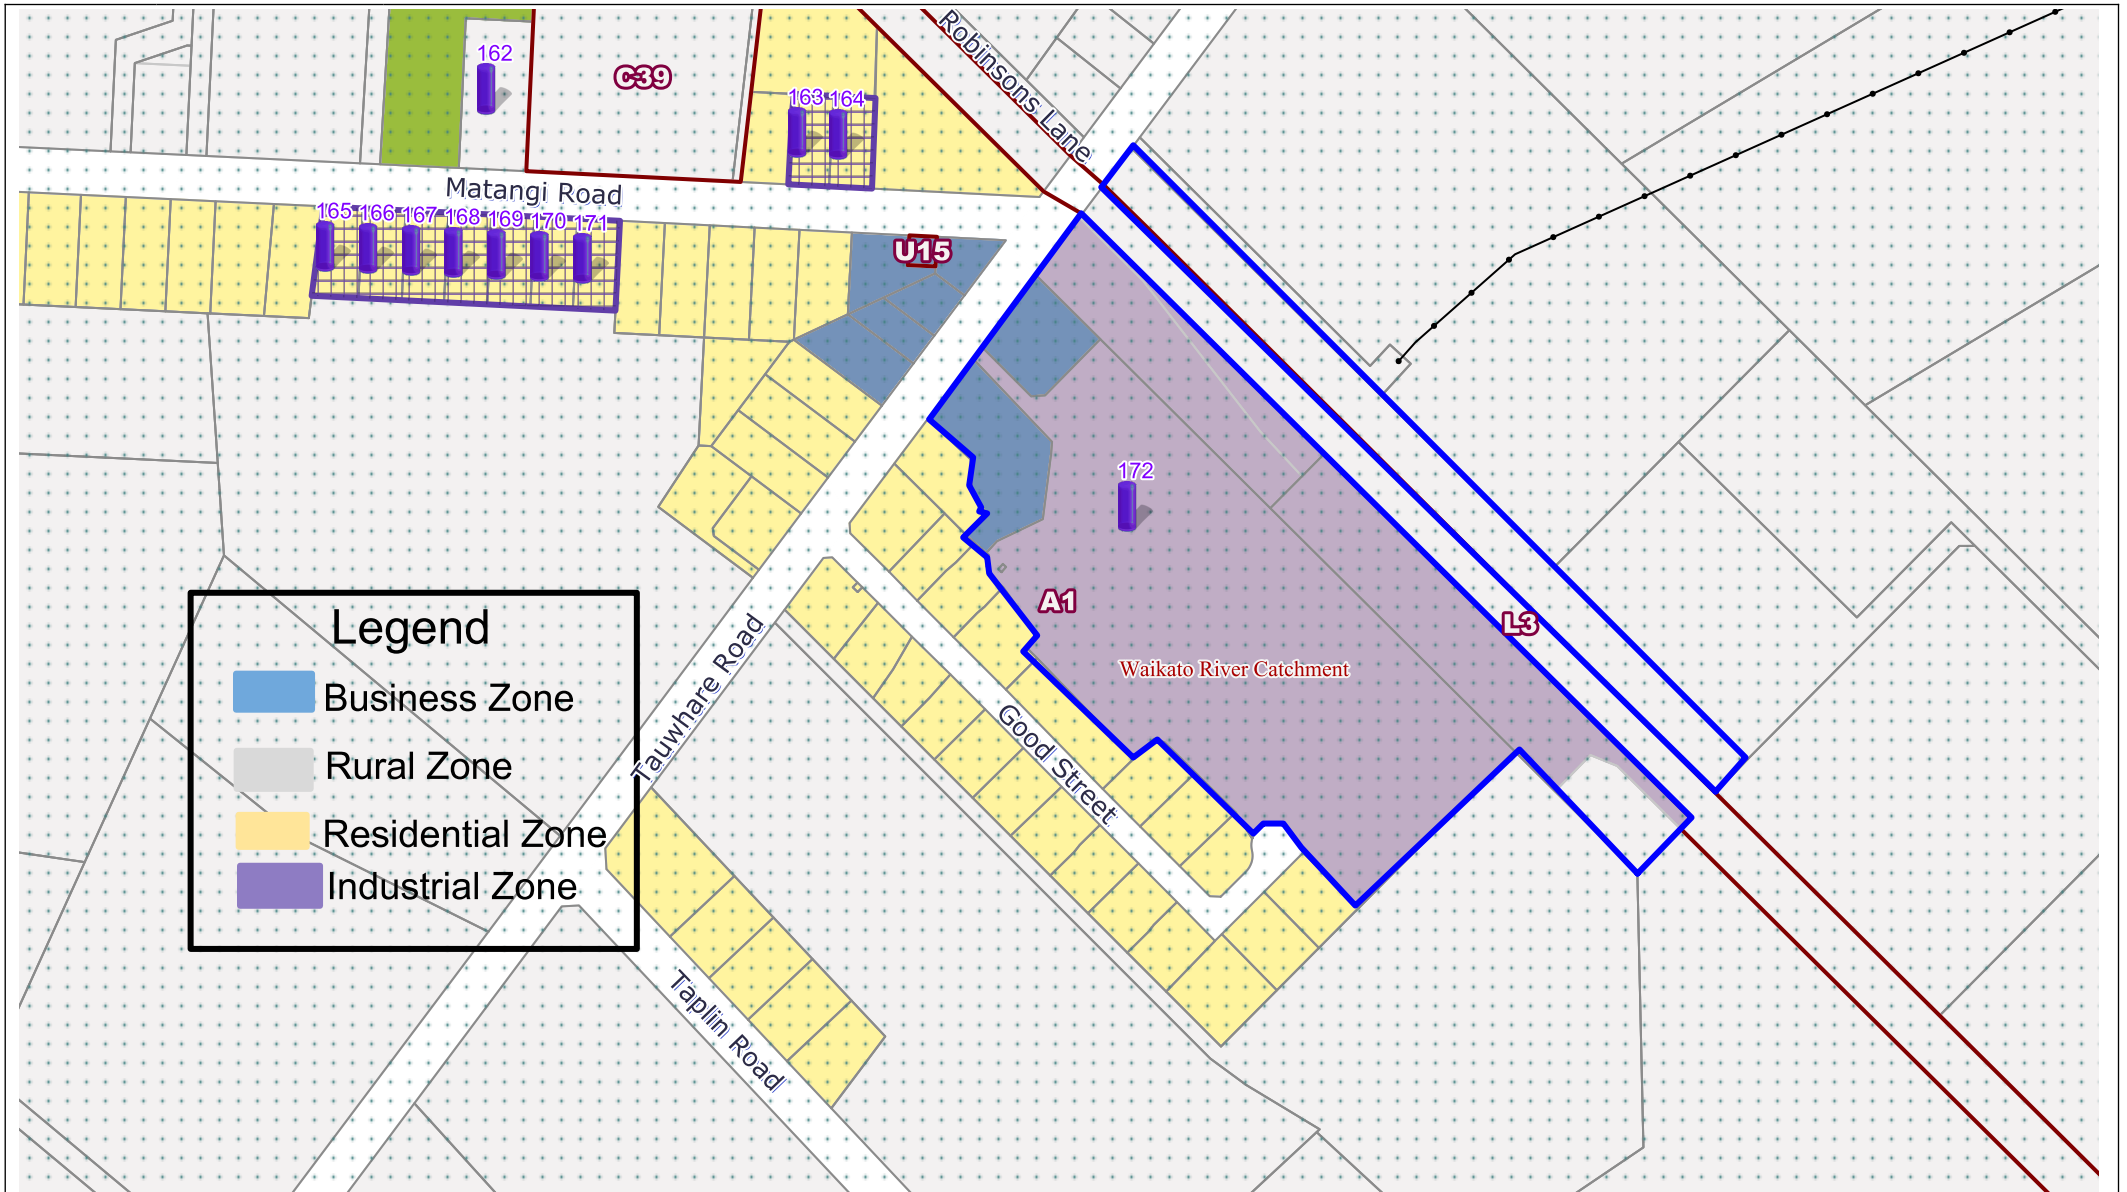 Robinsons Lane
162
C39
163
164
Matangi Road
165
166
167
168
169
170
171
U15
172
A1
L3
Waikato River Catchment
Legend
Business Zone
Rural Zone
Residential Zone
Industrial Zone
Tauwhare Road
Good Street
Taplin Road